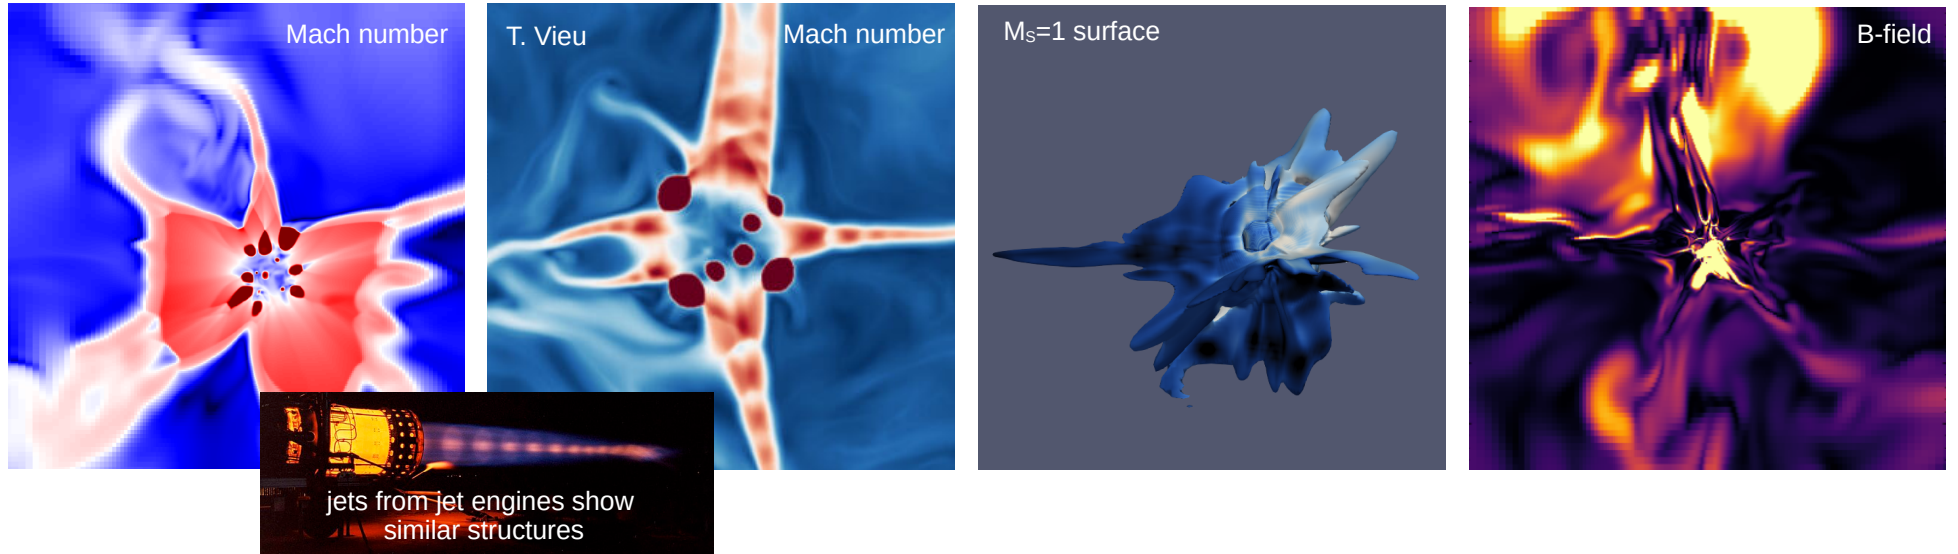 Mach number
T. Vieu
Mach number
Mₛ=1 surface
B-field
jets from jet engines show
similar structures